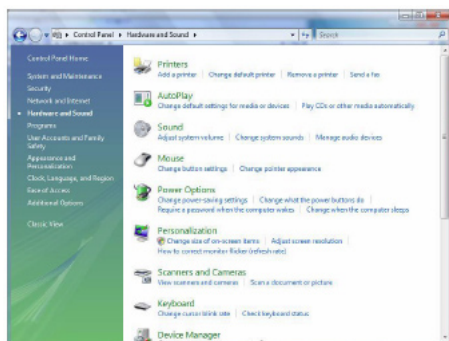 Control Panel ▸ Hardware and Sound ▸
Search
Control Panel Home
System and Maintenance
Security
Network and Internet
Hardware and Sound
Programs
User Accounts and Family
Safety
Appearance and
Personalization
Clock, Language, and Region
Ease of Access
Additional Options
Classic View
Printers
Add a printer | Change default printer | Remove a printer | Send a fax
AutoPlay
Change default settings for media or devices | Play CDs or other media automatically
Sound
Adjust system volume | Change system sounds | Manage audio devices
Mouse
Change button settings | Change pointer appearance
Power Options
Change power-saving settings | Change what the power buttons do
Require a password when the computer wakes | Change when the computer sleeps
Personalization
Change size of on-screen items | Adjust screen resolution
How to correct monitor flicker (refresh rate)
Scanners and Cameras
View scanners and cameras | Scan a document or picture
Keyboard
Change cursor blink rate | Check keyboard status
Device Manager